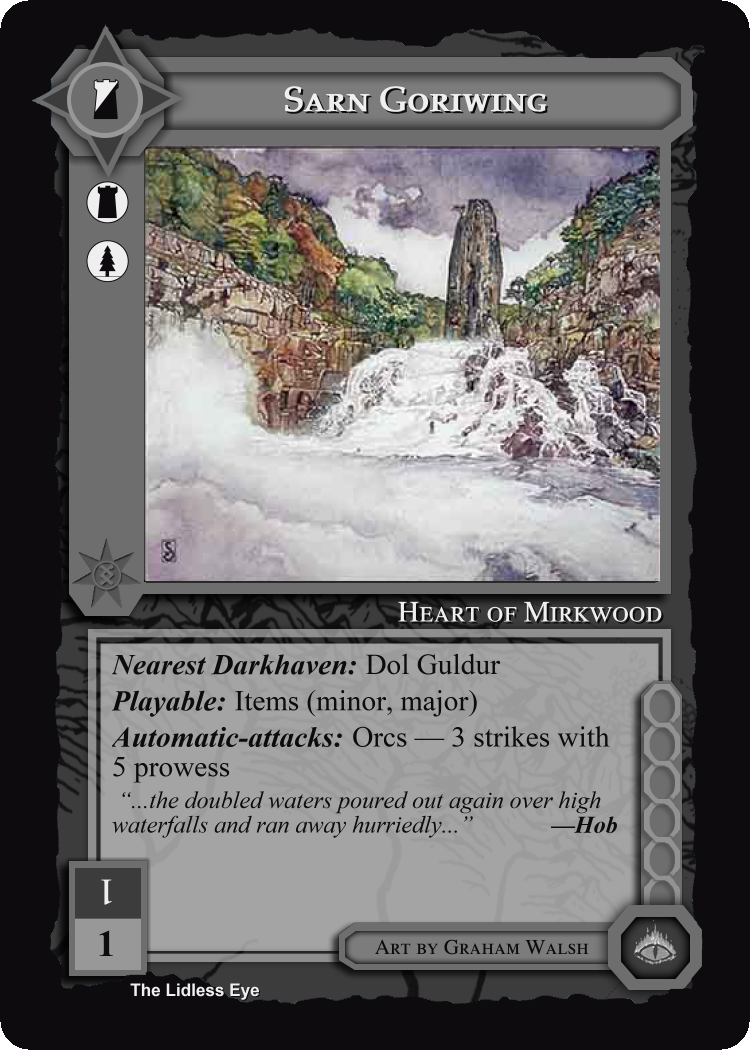 Sarn Goriwing
Heart of Mirkwood
Nearest Darkhaven: Dol Guldur
Playable: Items (minor, major)
Automatic-attacks: Orcs — 3 strikes with
5 prowess
“...the doubled waters poured out again over high
waterfalls and ran away hurriedly...” —Hob
1
1
Art by Graham Walsh
The Lidless Eye